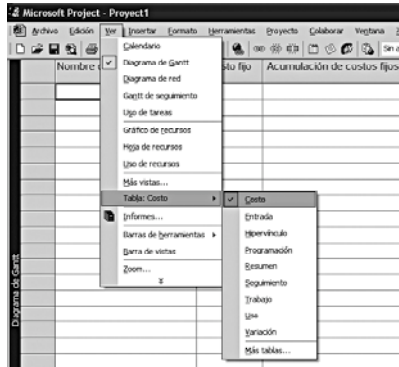 Microsoft Project - Proyect1
Archivo Edición Ver Insertar Formato Herramientas Proyecto Colaborar Ventana
Nombre
sto fijo
Acumulación de costos fijos
Calendario
Diagrama de Gantt
Diagrama de red
Gantt de seguimiento
Uso de tareas
Gráfico de recursos
Hoja de recursos
Uso de recursos
Más vistas...
Tabla: Costo
Informes...
Barras de herramientas
Barra de vistas
Zoom...
Costo
Entrada
Hipervínculo
Programación
Resumen
Seguimiento
Trabajo
Uso
Variación
Más tablas...
Diagrama de Gantt